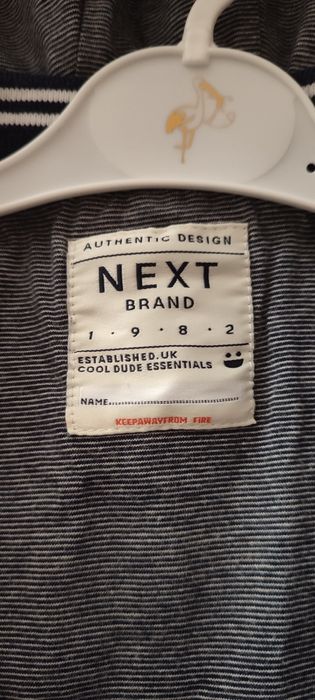 AUTHENTIC DESIGN
NEXT
BRAND
1 · 9 · 8 · 2
ESTABLISHED.UK
COOL DUDE ESSENTIALS
NAME...............................
KEEPAWAYFROM FIRE